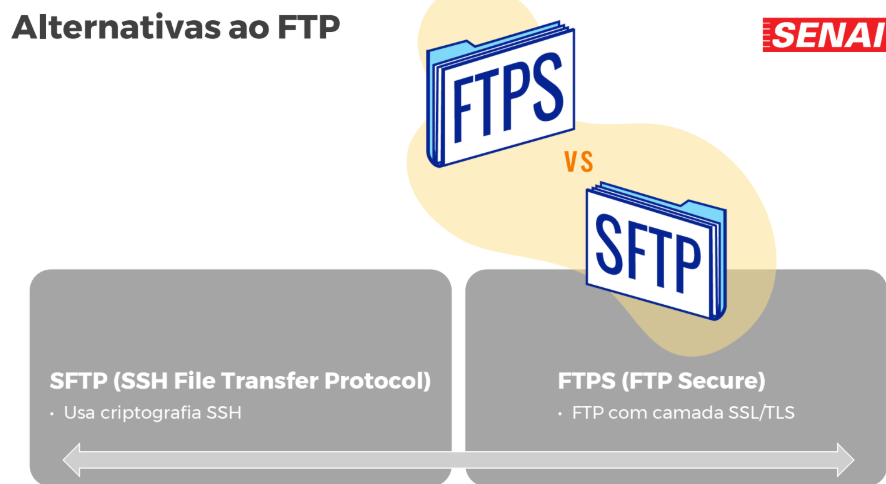 Alternativas ao FTP
SENAI
FTPS
VS
SFTP
SFTP (SSH File Transfer Protocol)
• Usa criptografia SSH
FTPS (FTP Secure)
• FTP com camada SSL/TLS